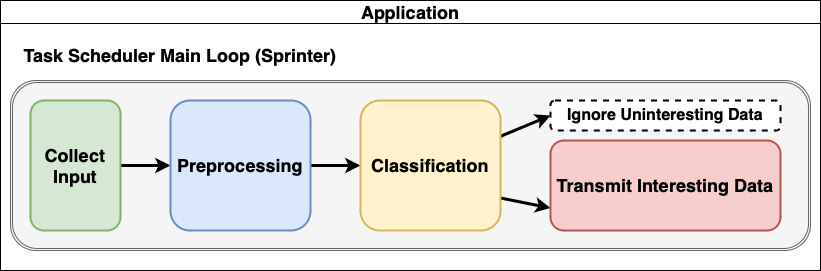 Application
Task Scheduler Main Loop (Sprinter)
Collect
Input
Preprocessing
Classification
Ignore Uninteresting Data
Transmit Interesting Data